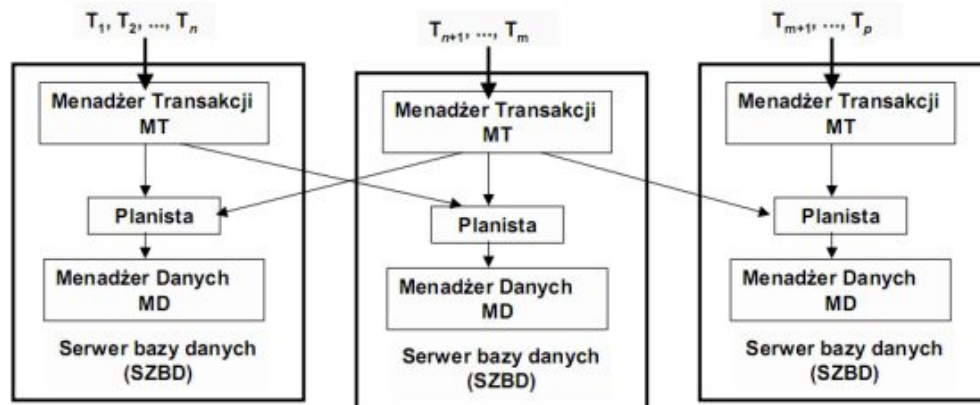 T1, T2, ..., Tn
Menadżer Transakcji
MT
Planista
Menadżer Danych
MD
Serwer bazy danych
(SZBD)
Tn+1, ..., Tm
Menadżer Transakcji
MT
Planista
Menadżer Danych
MD
Serwer bazy danych
(SZBD)
Tm+1, ..., Tp
Menadżer Transakcji
MT
Planista
Menadżer Danych
MD
Serwer bazy danych
(SZBD)